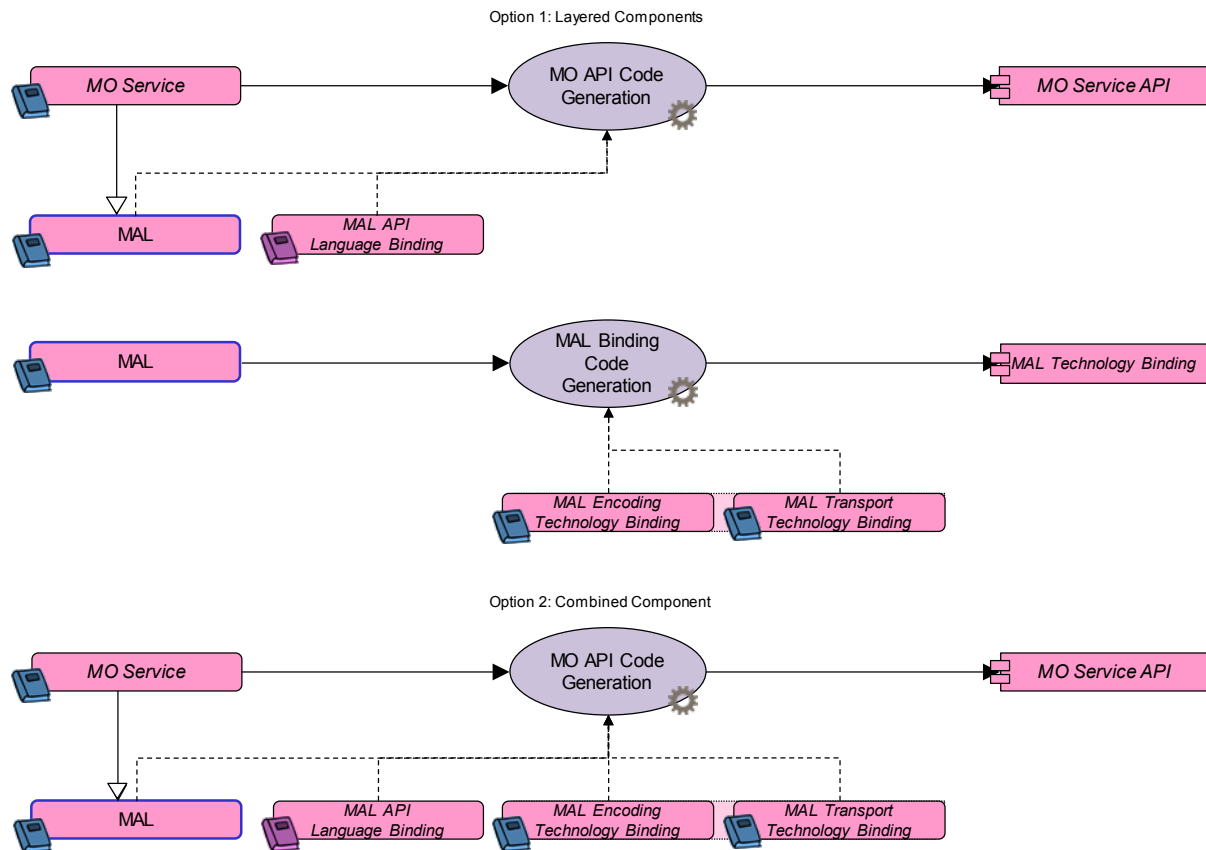 Option 1: Layered Components
MO Service
MO API Code
Generation
MO Service API
MAL
MAL API
Language Binding
MAL
MAL Binding
Code
Generation
MAL Technology Binding
MAL Encoding
Technology Binding
MAL Transport
Technology Binding
Option 2: Combined Component
MO Service
MO API Code
Generation
MO Service API
MAL
MAL API
Language Binding
MAL Encoding
Technology Binding
MAL Transport
Technology Binding